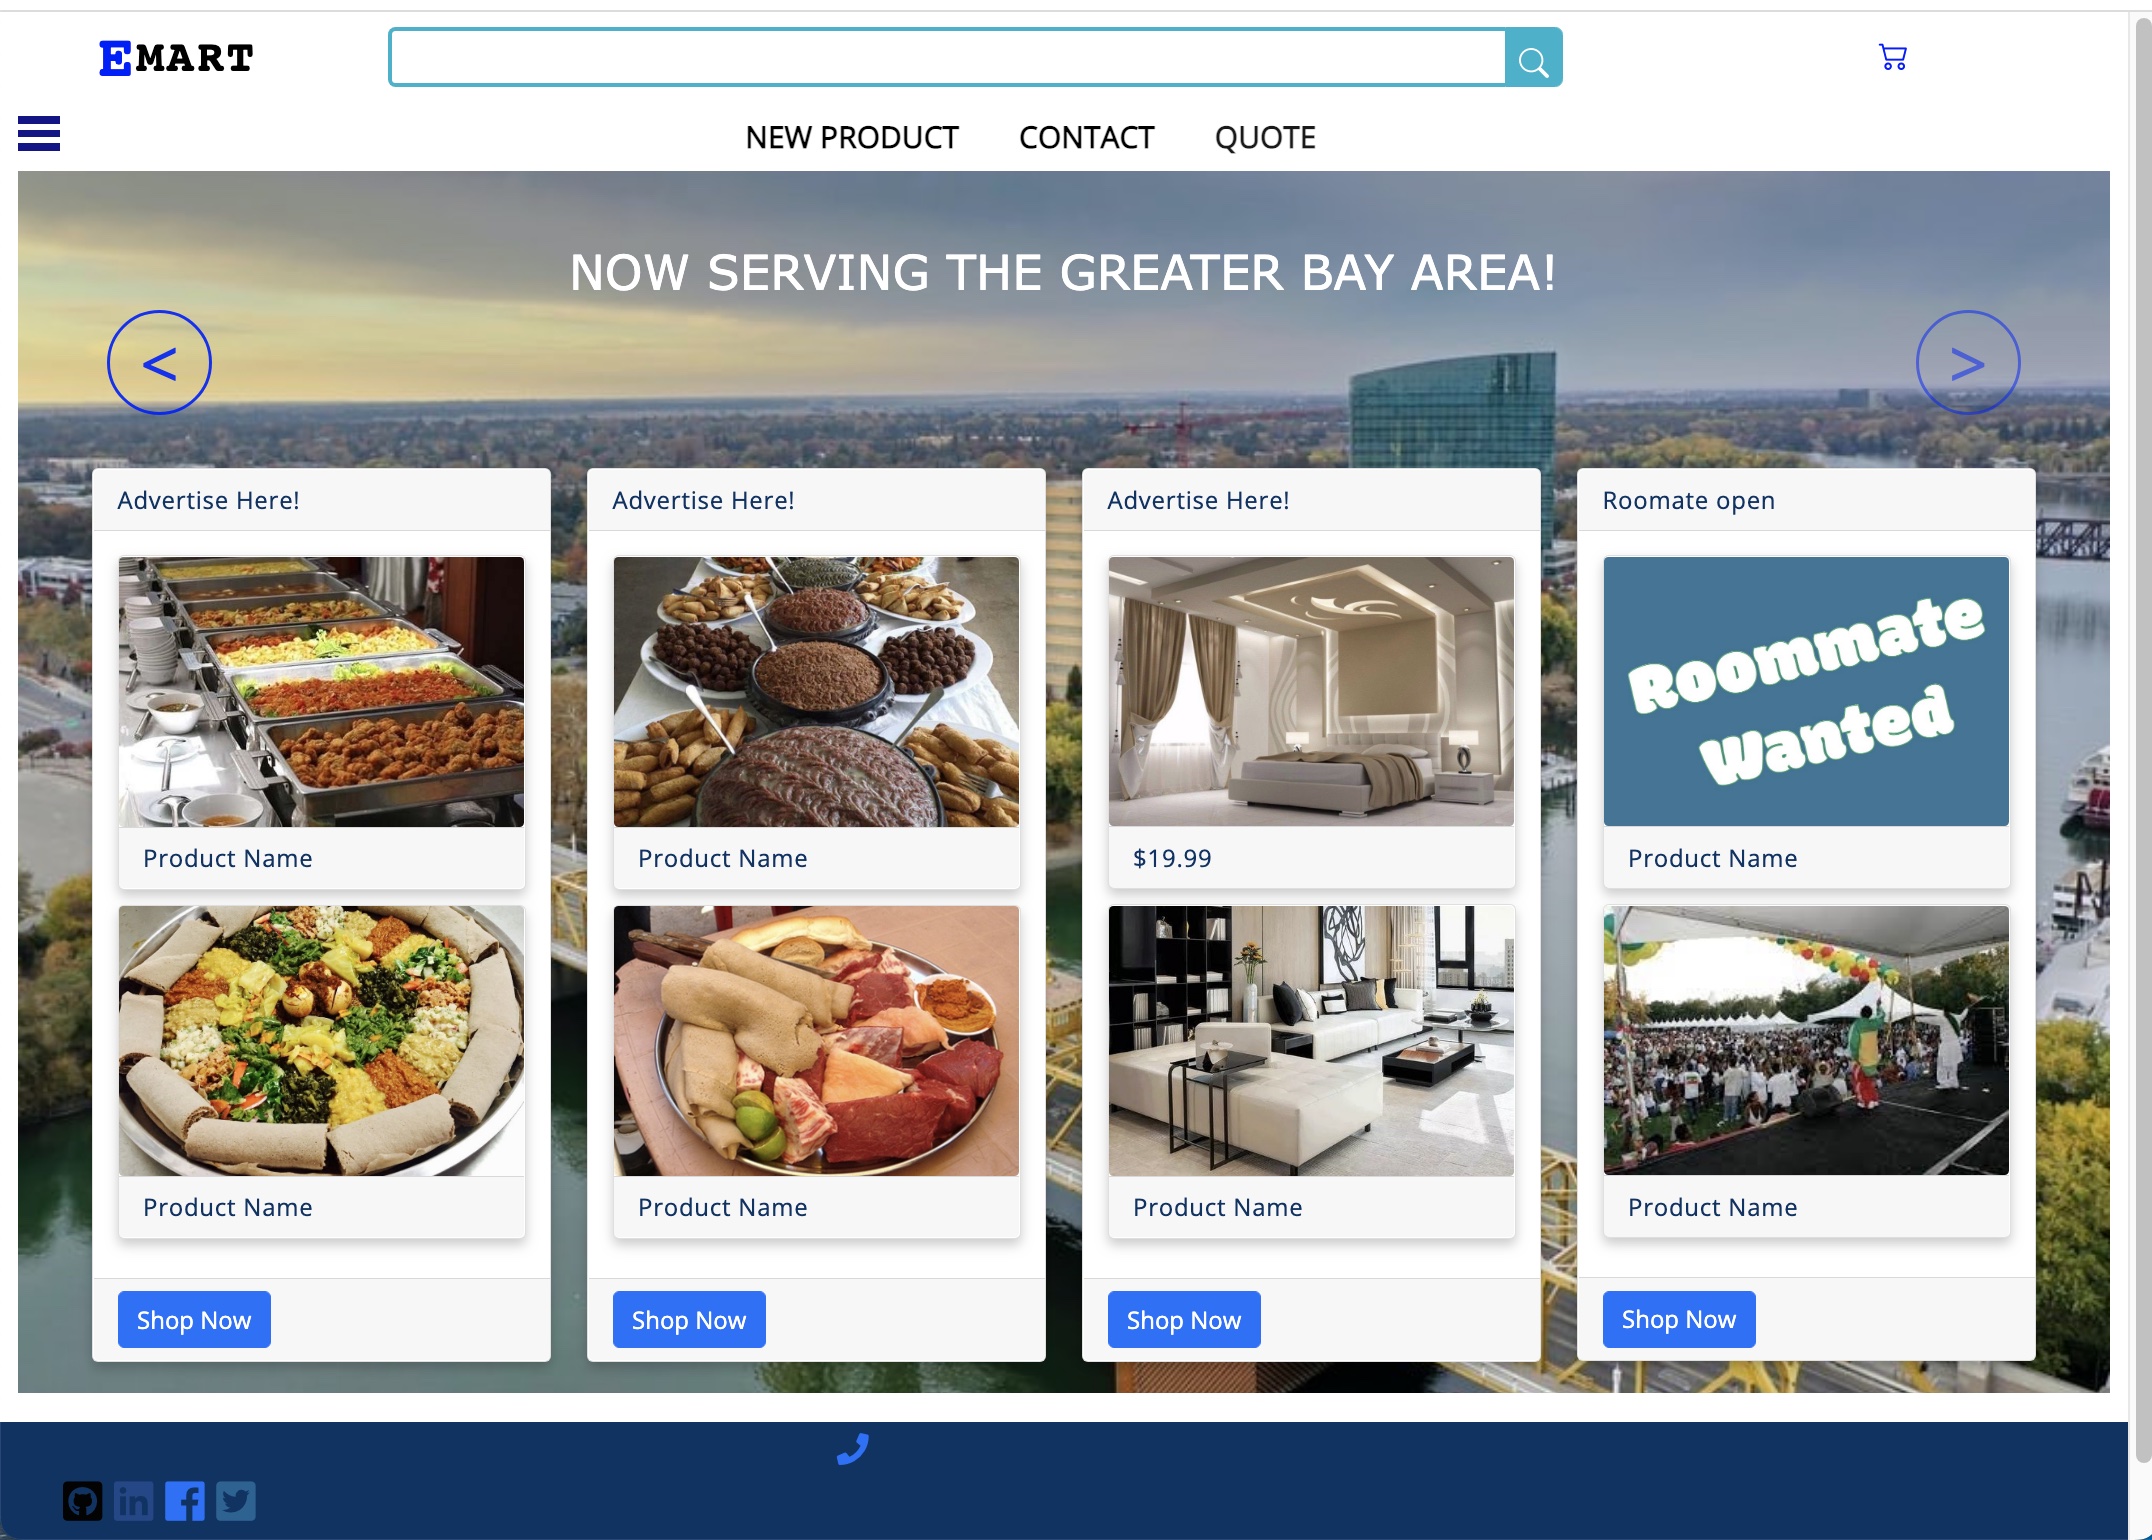 EMART
NEW PRODUCT CONTACT QUOTE
NOW SERVING THE GREATER BAY AREA!
< >
Advertise Here!
Product Name
Product Name
Shop Now
Advertise Here!
Product Name
Product Name
Shop Now
Advertise Here!
$19.99
Product Name
Shop Now
Roomate open
Roommate
Wanted
Product Name
Product Name
Shop Now
in